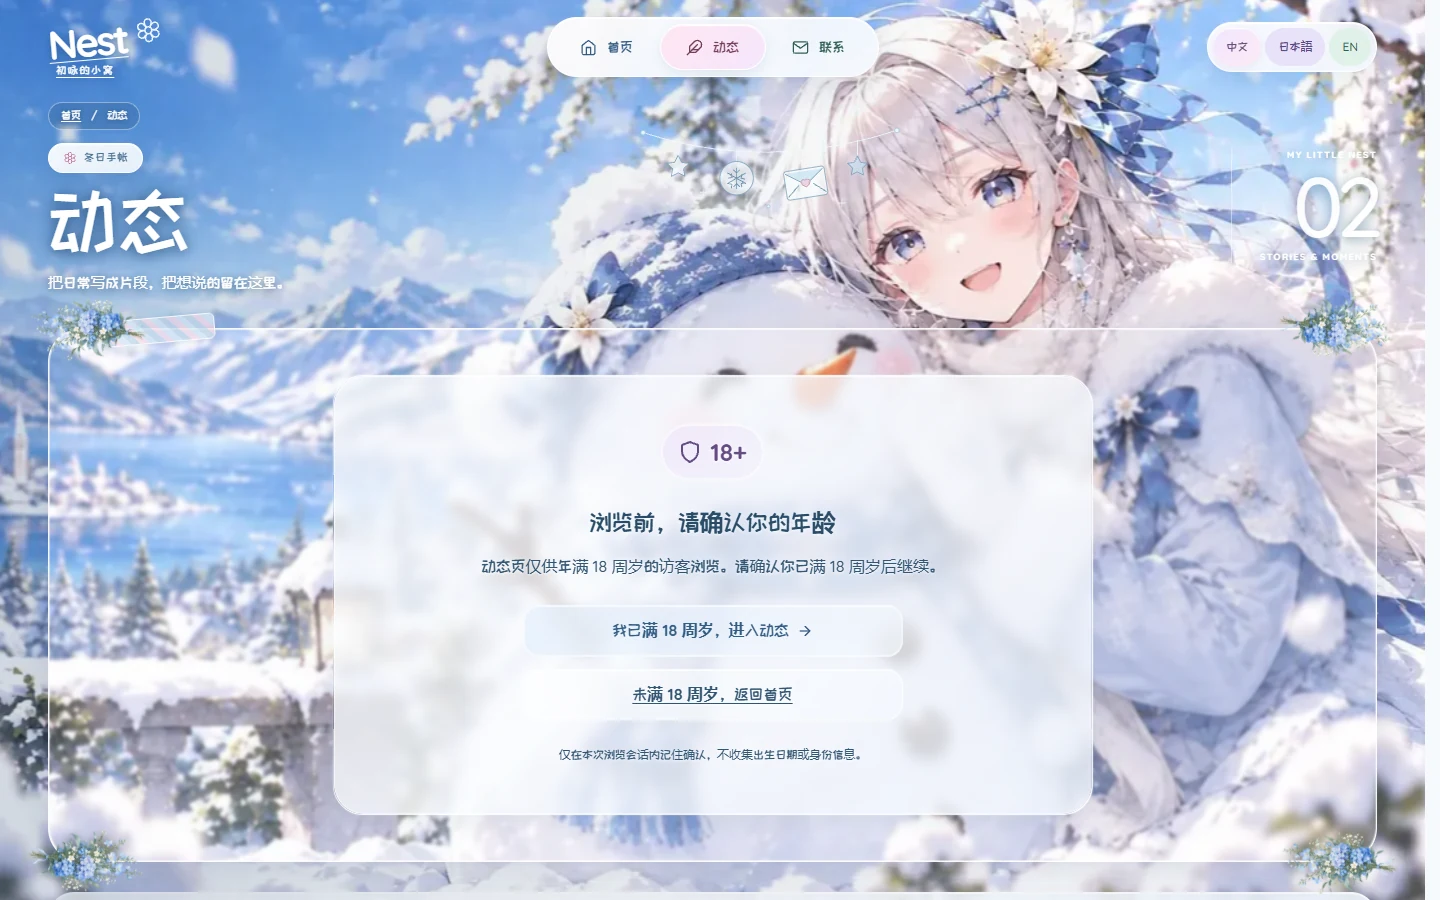 Nest
初咏的小窝
首页
动态
联系
中文
日本語
EN
首页 / 动态
冬日手帐
动态
把日常写成片段，把想说的留在这里。
MY LITTLE NEST
02
STORIES & MOMENTS
18+
浏览前，请确认你的年龄
动态页仅供年满 18 周岁的访客浏览。请确认你已满 18 周岁后继续。
我已满 18 周岁，进入动态 →
未满 18 周岁，返回首页
仅在本次浏览会话内记住确认，不收集出生日期或身份信息。